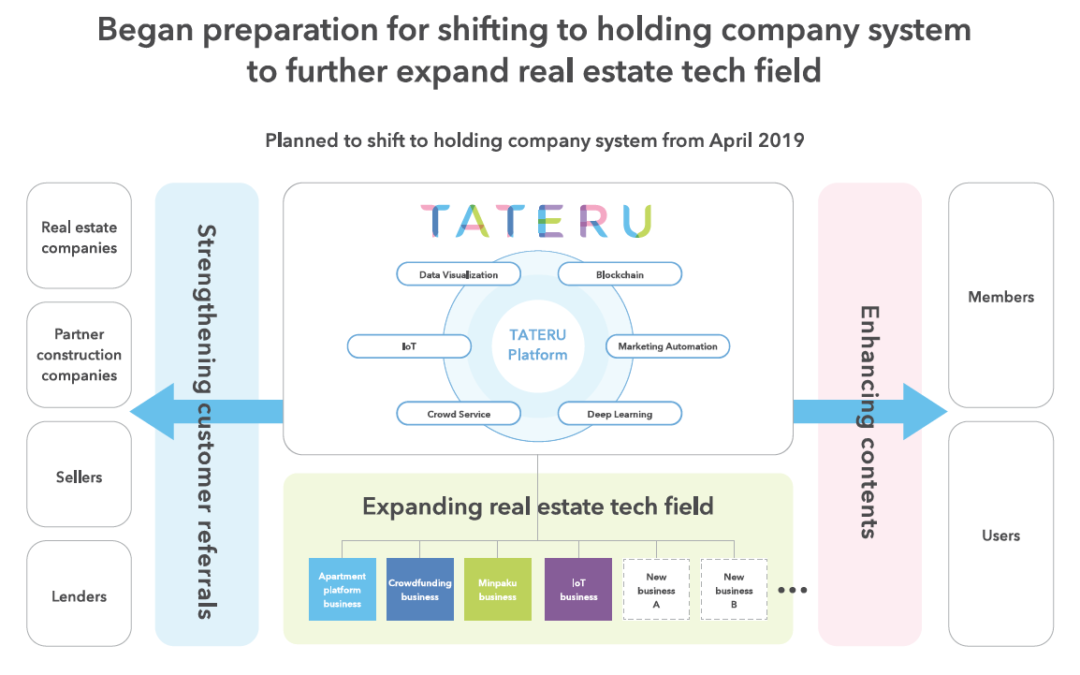 Began preparation for shifting to holding company system
to further expand real estate tech field
Planned to shift to holding company system from April 2019
Real estate
companies
Partner
construction
companies
Sellers
Lenders
Strengthening customer referrals
TATERU
Data Visualization
Blockchain
IoT
TATERU
Platform
Marketing Automation
Crowd Service
Deep Learning
Expanding real estate tech field
Apartment
platform
business
Crowdfunding
business
Minpaku
business
IoT
business
New
business
A
New
business
B
•••
Enhancing contents
Members
Users